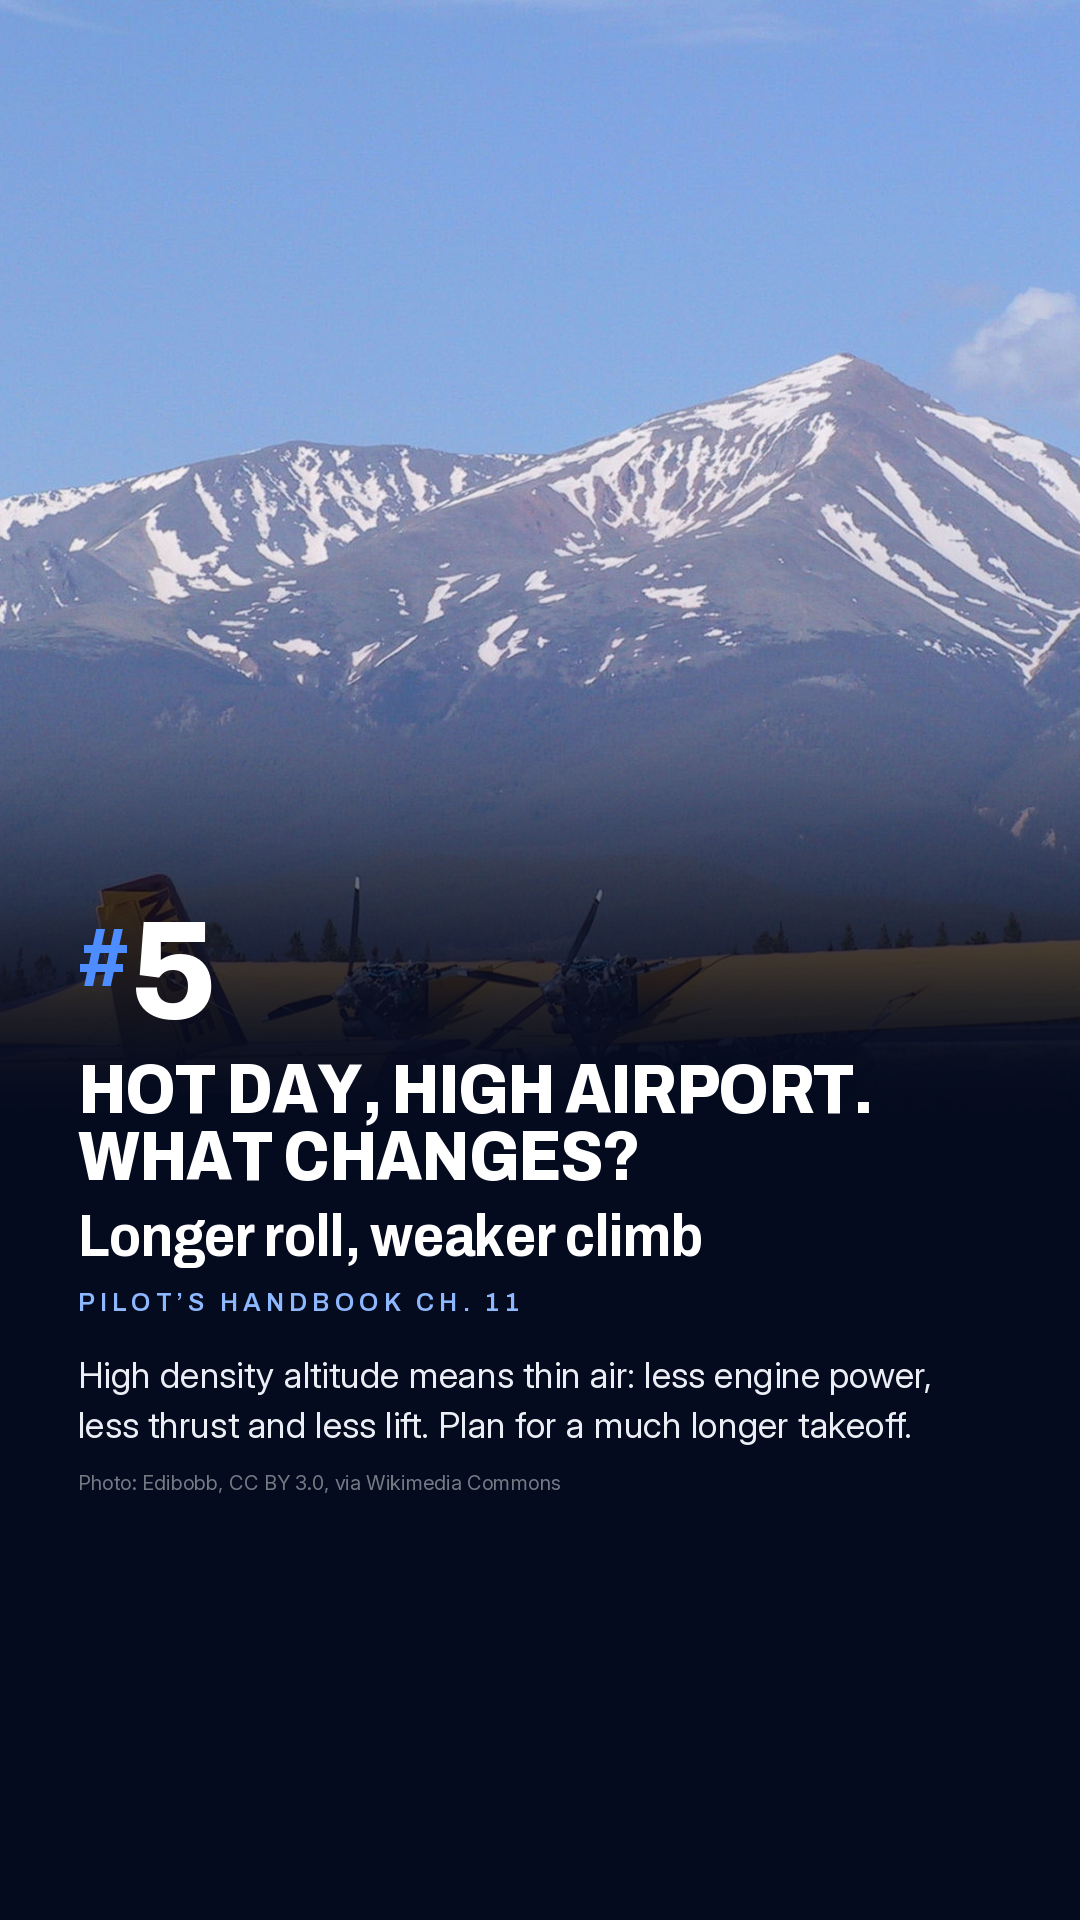 #5
HOT DAY, HIGH AIRPORT.
WHAT CHANGES?
Longer roll, weaker climb
PILOT’S HANDBOOK CH. 11
High density altitude means thin air: less engine power,
less thrust and less lift. Plan for a much longer takeoff.
Photo: Edibobb, CC BY 3.0, via Wikimedia Commons